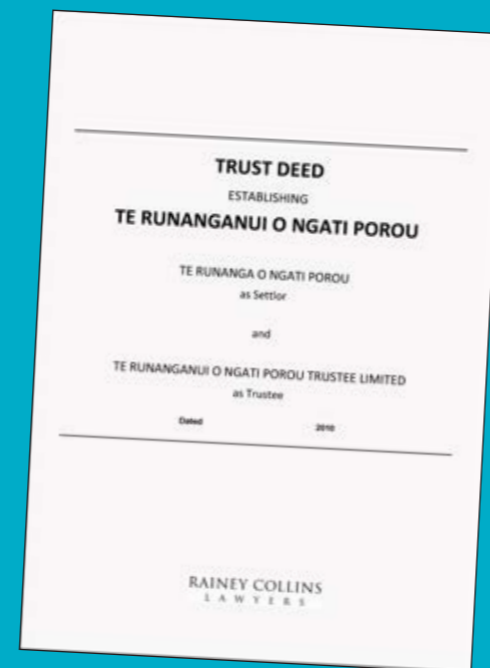 TRUST DEED
ESTABLISHING
TE RUNANGANUI O NGATI POROU
TE RUNANGA O NGATI POROU
as Settlor
and
TE RUNANGANUI O NGATI POROU TRUSTEE LIMITED
as Trustee
Dated 2010
RAINEY COLLINS
LAWYERS